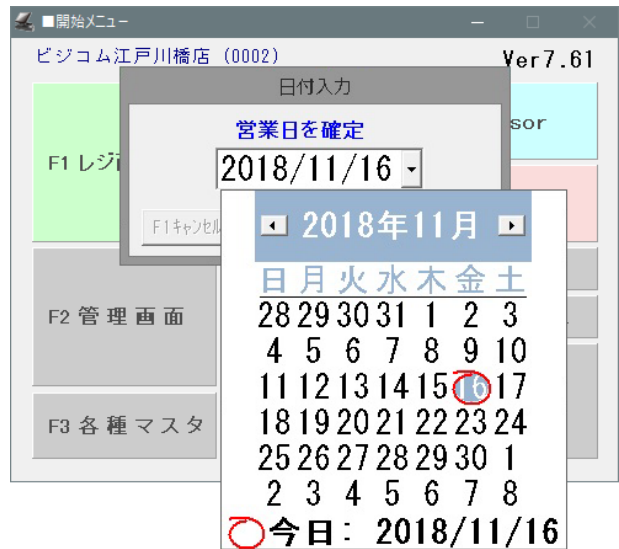 ■開始メニュー
ビジコム江戸川橋店 (0002)
Ver7.61
日付入力
営業日を確定
2018/11/16
sor
F1 レジ
F1キャンセル
2018年11月
日 月 火 水 木 金 土
28 29 30 31 1 2 3
4 5 6 7 8 9 10
11 12 13 14 15 16 17
18 19 20 21 22 23 24
25 26 27 28 29 30 1
2 3 4 5 6 7 8
今日: 2018/11/16
F2 管理画面
F3 各種マスタ